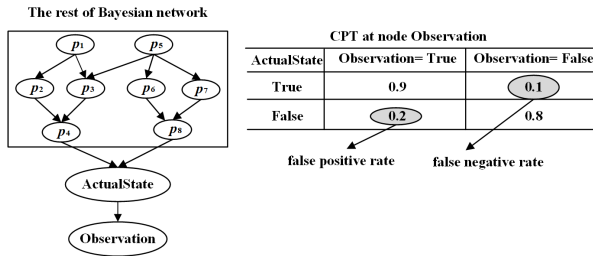 The rest of Bayesian network
p1 p5
p2 p3 p6 p7
p4 p8
ActualState
Observation
CPT at node Observation
ActualState Observation= True Observation= False
True 0.9 0.1
False 0.2 0.8
false positive rate false negative rate